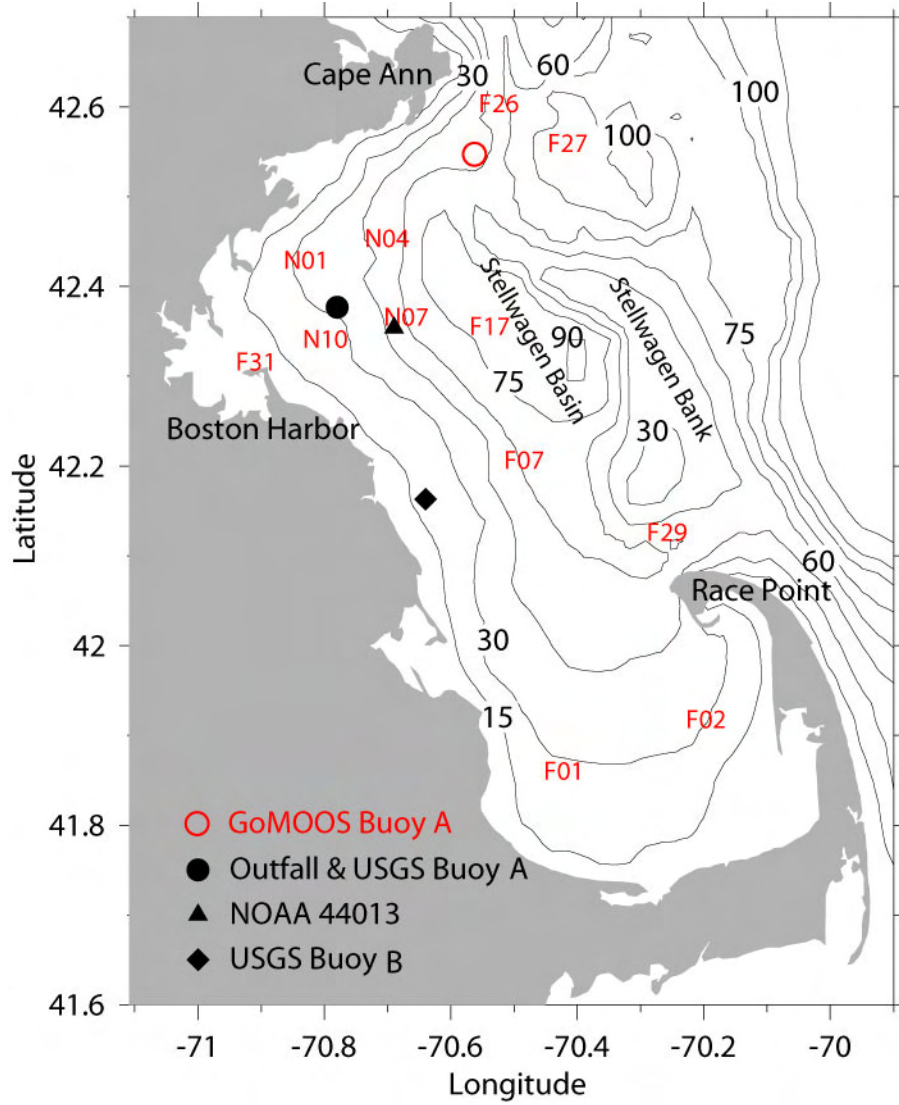 Cape Ann
30
60
100
F26
42.6
F27
100
N04
N01
42.4
N07
F17
Stellwagen Basin
Stellwagen Bank
90
75
N10
F31
75
Boston Harbor
30
F07
42.2
Latitude
F29
60
Race Point
42
30
15
F02
F01
41.8
GoMOOS Buoy A
Outfall & USGS Buoy A
NOAA 44013
USGS Buoy B
41.6
-71
-70.8
-70.6
-70.4
-70.2
-70
Longitude